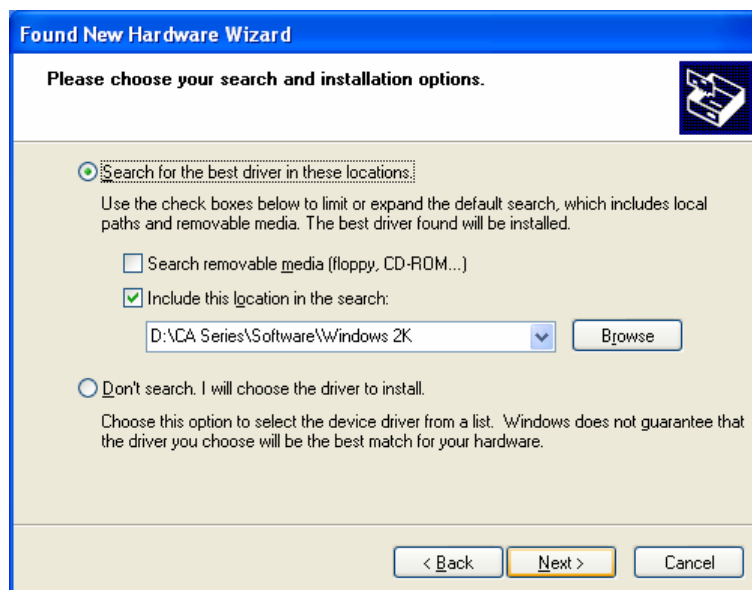 Found New Hardware Wizard
Please choose your search and installation options.
Search for the best driver in these locations.
Use the check boxes below to limit or expand the default search, which includes local
paths and removable media. The best driver found will be installed.
Search removable media (floppy, CD-ROM...)
Include this location in the search:
D:\CA Series\Software\Windows 2K
Browse
Don't search. I will choose the driver to install.
Choose this option to select the device driver from a list. Windows does not guarantee that
the driver you choose will be the best match for your hardware.
< Back
Next >
Cancel